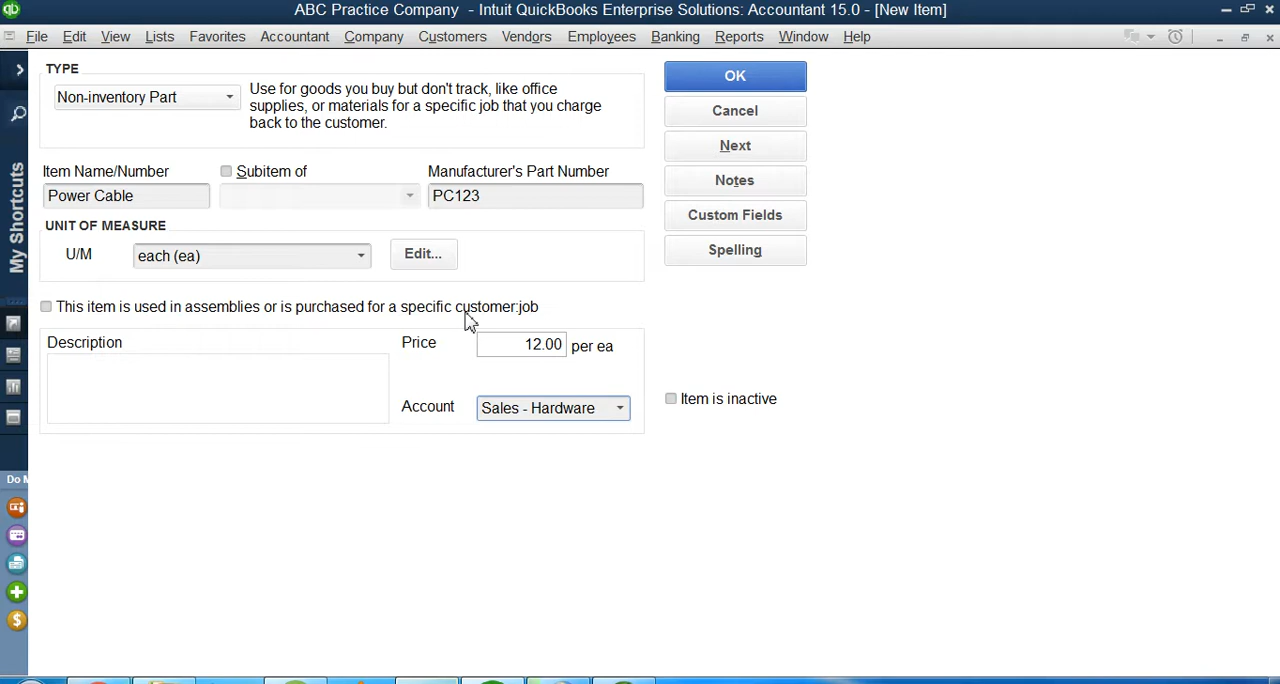 ABC Practice Company - Intuit QuickBooks Enterprise Solutions: Accountant 15.0 - [New Item]
File Edit View Lists Favorites Accountant Company Customers Vendors Employees Banking Reports Window Help
TYPE
Non-inventory Part
Use for goods you buy but don't track, like office
supplies, or materials for a specific job that you charge
back to the customer.
OK
Cancel
Next
Notes
Custom Fields
Spelling
Item Name/Number
Subitem of
Manufacturer's Part Number
Power Cable
PC123
UNIT OF MEASURE
U/M
each (ea)
Edit...
This item is used in assemblies or is purchased for a specific customer:job
Description
Price
12.00
per ea
Account
Sales - Hardware
Item is inactive
My Shortcuts
Do